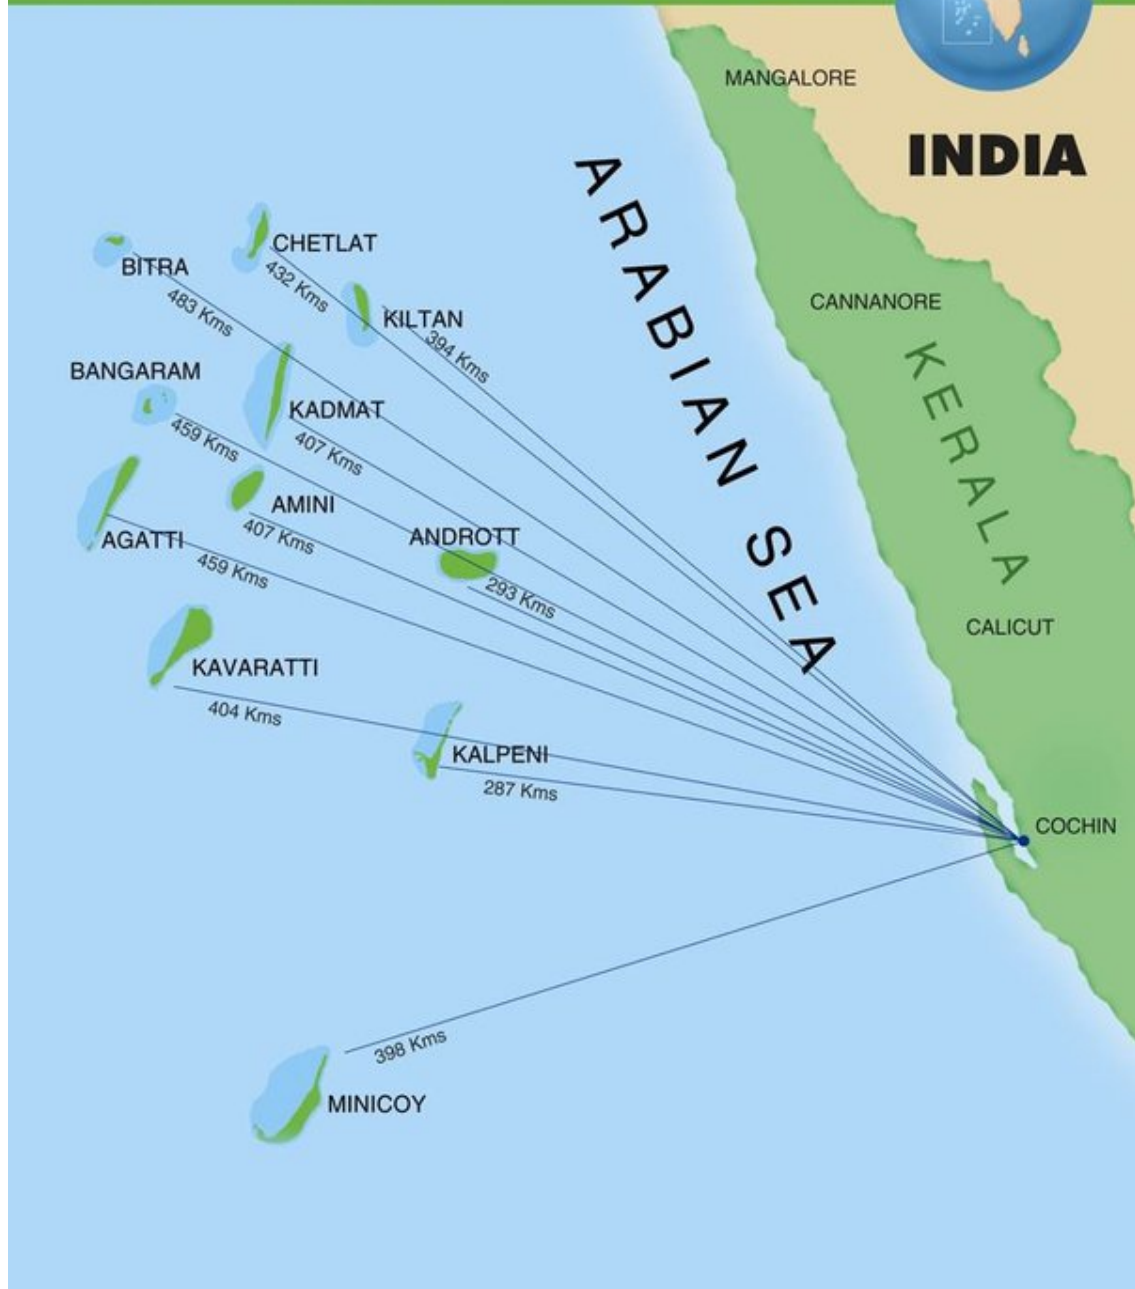 MANGALORE
INDIA
ARABIAN SEA
CHETLAT
432 Kms
BITRA
483 Kms
CANNANORE
KILTAN
394 Kms
KERALA
BANGARAM
459 Kms
KADMAT
407 Kms
AMINI
407 Kms
ANDROTT
293 Kms
AGATTI
459 Kms
CALICUT
KAVARATTI
404 Kms
KALPENI
287 Kms
COCHIN
398 Kms
MINICOY